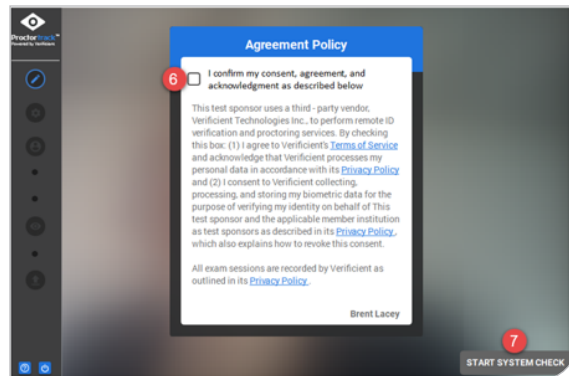 ProctorTrack™
Powered by Verificient
Agreement Policy
6
I confirm my consent, agreement, and
acknowledgment as described below
This test sponsor uses a third - party vendor,
Verificient Technologies Inc., to perform remote ID
verification and proctoring services. By checking
this box: (1) I agree to Verificient's Terms of Service
and acknowledge that Verificient processes my
personal data in accordance with its Privacy Policy
and (2) I consent to Verificient collecting,
processing, and storing my biometric data for the
purpose of verifying my identity on behalf of This
test sponsor and the applicable member institution
as test sponsors as described in its Privacy Policy,
which also explains how to revoke this consent.
All exam sessions are recorded by Verificient as
outlined in its Privacy Policy.
Brent Lacey
7
START SYSTEM CHECK